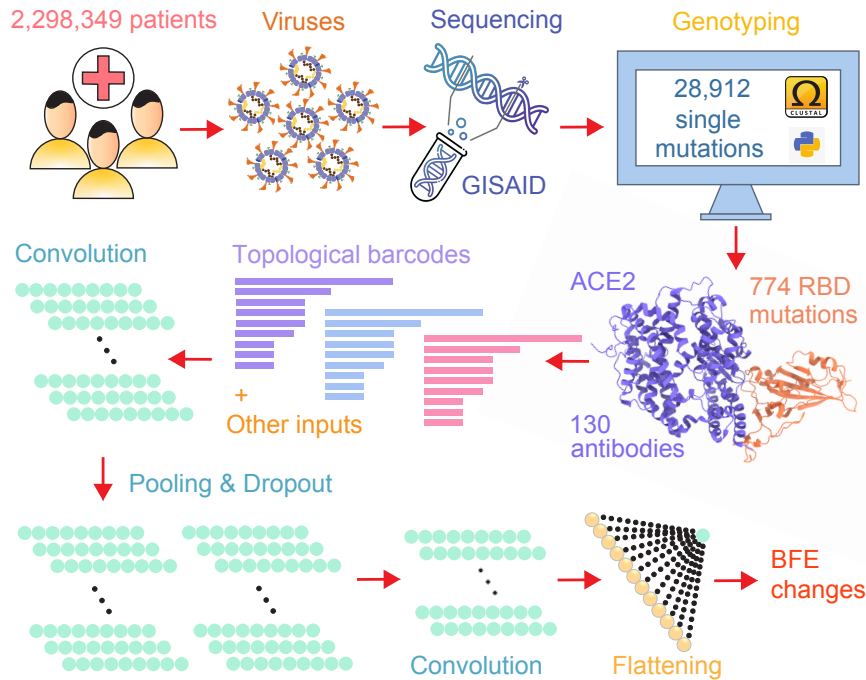 2,298,349 patients
Viruses
Sequencing
Genotyping
28,912
single
mutations
CLUSTAL
GISAID
Convolution
Topological barcodes
ACE2
774 RBD
mutations
+
Other inputs
130
antibodies
Pooling & Dropout
BFE
changes
Convolution
Flattening